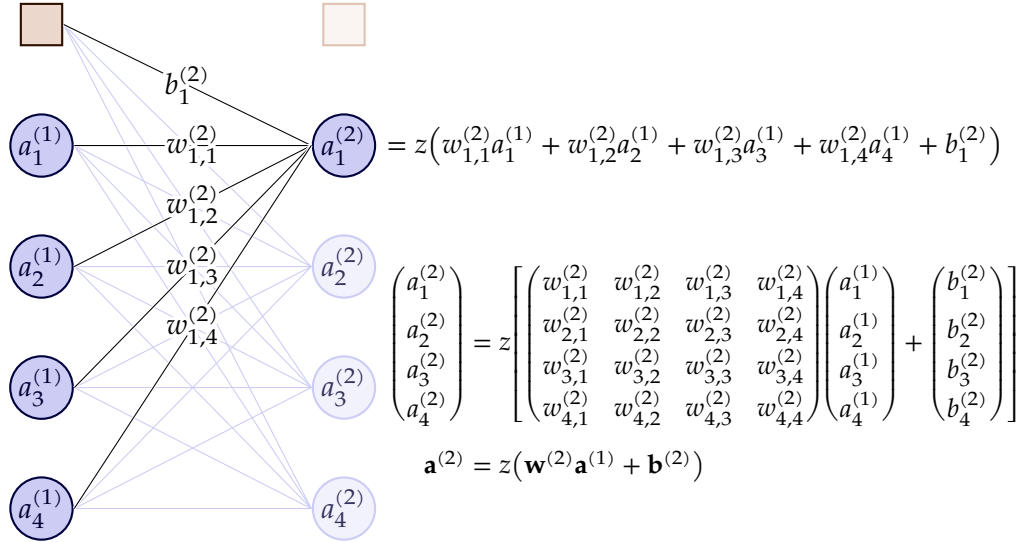 b_1^{(2)}
a_1^{(1)} w_{1,1}^{(2)} a_1^{(2)} = z(w_{1,1}^{(2)} a_1^{(1)} + w_{1,2}^{(2)} a_2^{(1)} + w_{1,3}^{(2)} a_3^{(1)} + w_{1,4}^{(2)} a_4^{(1)} + b_1^{(2)})
w_{1,2}^{(2)}
a_2^{(1)} w_{1,3}^{(2)} a_2^{(2)}
w_{1,4}^{(2)}
a_3^{(1)} a_3^{(2)}
a_4^{(1)} a_4^{(2)}
a_1^{(2)} w_{1,1}^{(2)} w_{1,2}^{(2)} w_{1,3}^{(2)} w_{1,4}^{(2)} a_1^{(1)} b_1^{(2)}
a_2^{(2)} = z[ w_{2,1}^{(2)} w_{2,2}^{(2)} w_{2,3}^{(2)} w_{2,4}^{(2)} a_2^{(1)} + b_2^{(2)} ]
a_3^{(2)} w_{3,1}^{(2)} w_{3,2}^{(2)} w_{3,3}^{(2)} w_{3,4}^{(2)} a_3^{(1)} b_3^{(2)}
a_4^{(2)} w_{4,1}^{(2)} w_{4,2}^{(2)} w_{4,3}^{(2)} w_{4,4}^{(2)} a_4^{(1)} b_4^{(2)}
a^{(2)} = z(w^{(2)} a^{(1)} + b^{(2)})